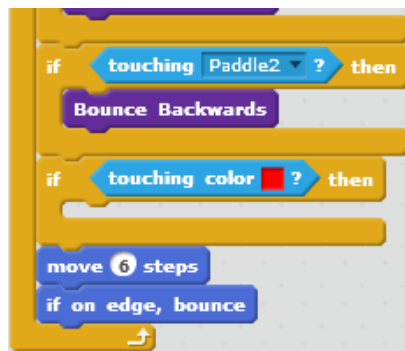 if touching Paddle2 ? then
Bounce Backwards
if touching color ? then
move 6 steps
if on edge, bounce